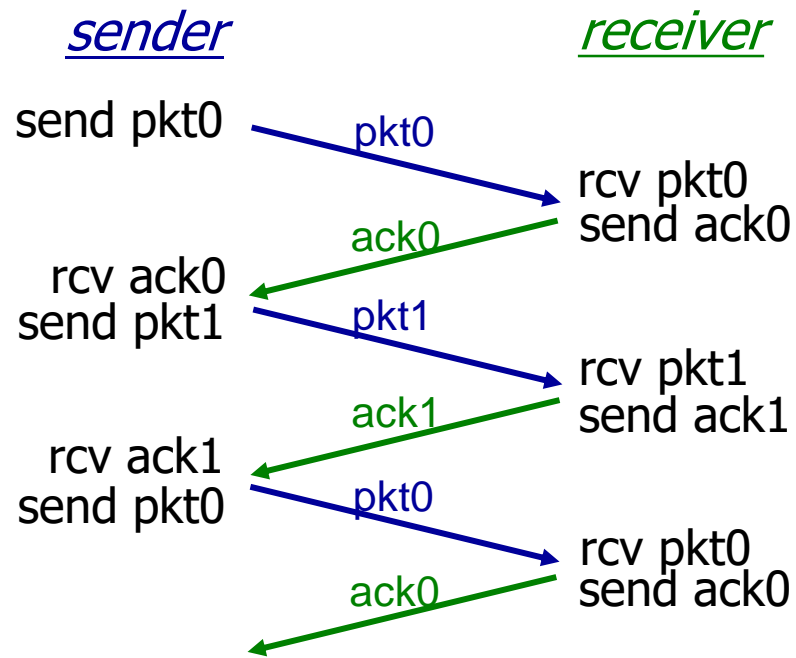 sender
receiver
send pkt0
pkt0
rcv pkt0
send ack0
ack0
rcv ack0
send pkt1
pkt1
rcv pkt1
send ack1
ack1
rcv ack1
send pkt0
pkt0
rcv pkt0
send ack0
ack0